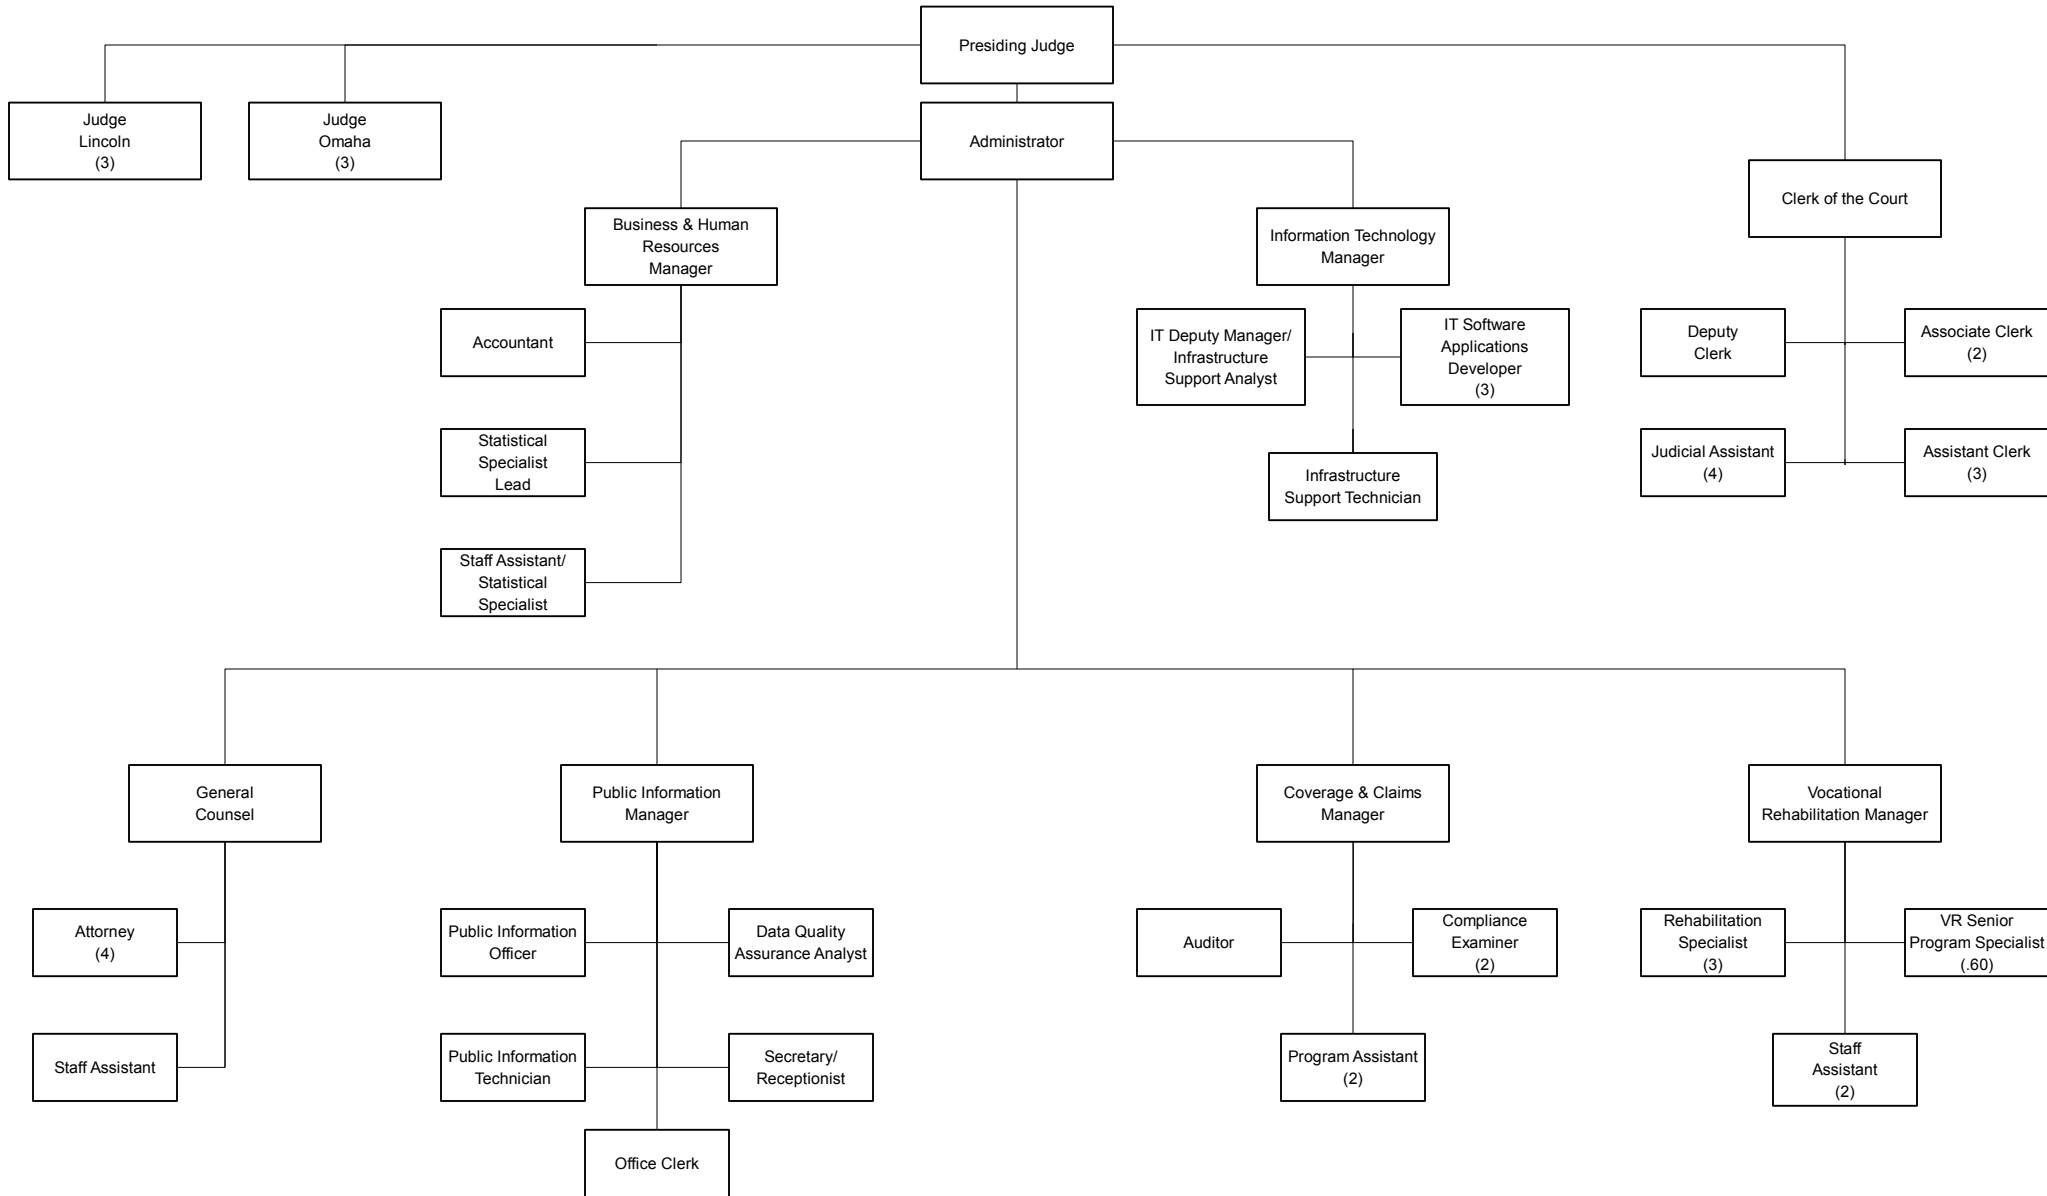 Presiding Judge
Judge
Lincoln
(3)
Judge
Omaha
(3)
Administrator
Clerk of the Court
Business & Human
Resources
Manager
Information Technology
Manager
Accountant
IT Deputy Manager/
Infrastructure
Support Analyst
IT Software
Applications
Developer
(3)
Deputy
Clerk
Associate Clerk
(2)
Statistical
Specialist
Lead
Infrastructure
Support Technician
Judicial Assistant
(4)
Assistant Clerk
(3)
Staff Assistant/
Statistical
Specialist
General
Counsel
Public Information
Manager
Coverage & Claims
Manager
Vocational
Rehabilitation Manager
Attorney
(4)
Public Information
Officer
Data Quality
Assurance Analyst
Auditor
Compliance
Examiner
(2)
Rehabilitation
Specialist
(3)
VR Senior
Program Specialist
(.60)
Staff Assistant
Public Information
Technician
Secretary/
Receptionist
Program Assistant
(2)
Staff
Assistant
(2)
Office Clerk